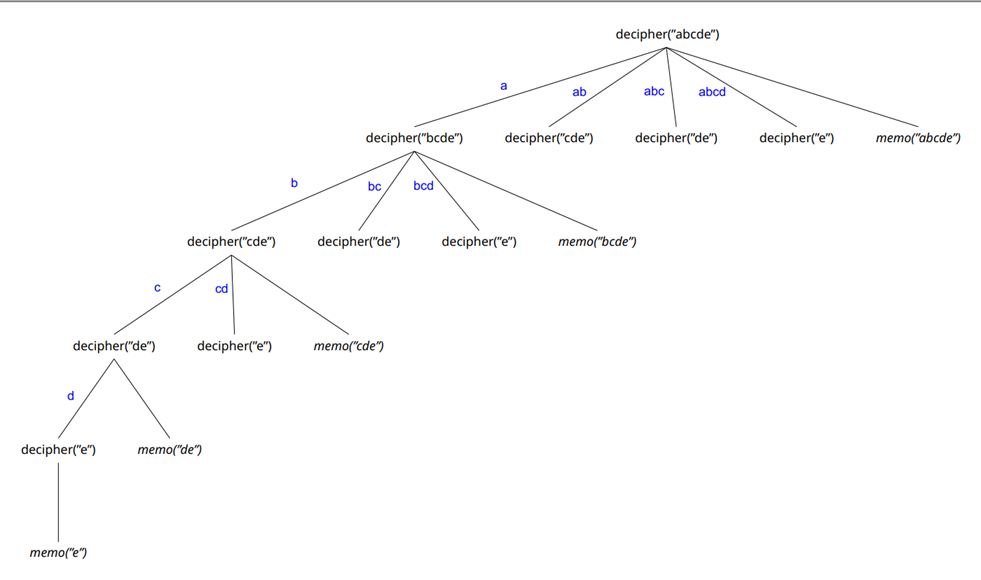 decipher(”abcde”)
a ab abc abcd
decipher(”bcde”) decipher(”cde”) decipher(”de”) decipher(”e”) memo(”abcde”)
b bc bcd
decipher(”cde”) decipher(”de”) decipher(”e”) memo(”bcde”)
c cd
decipher(”de”) decipher(”e”) memo(”cde”)
d
decipher(”e”) memo(”de”)
memo(”e”)